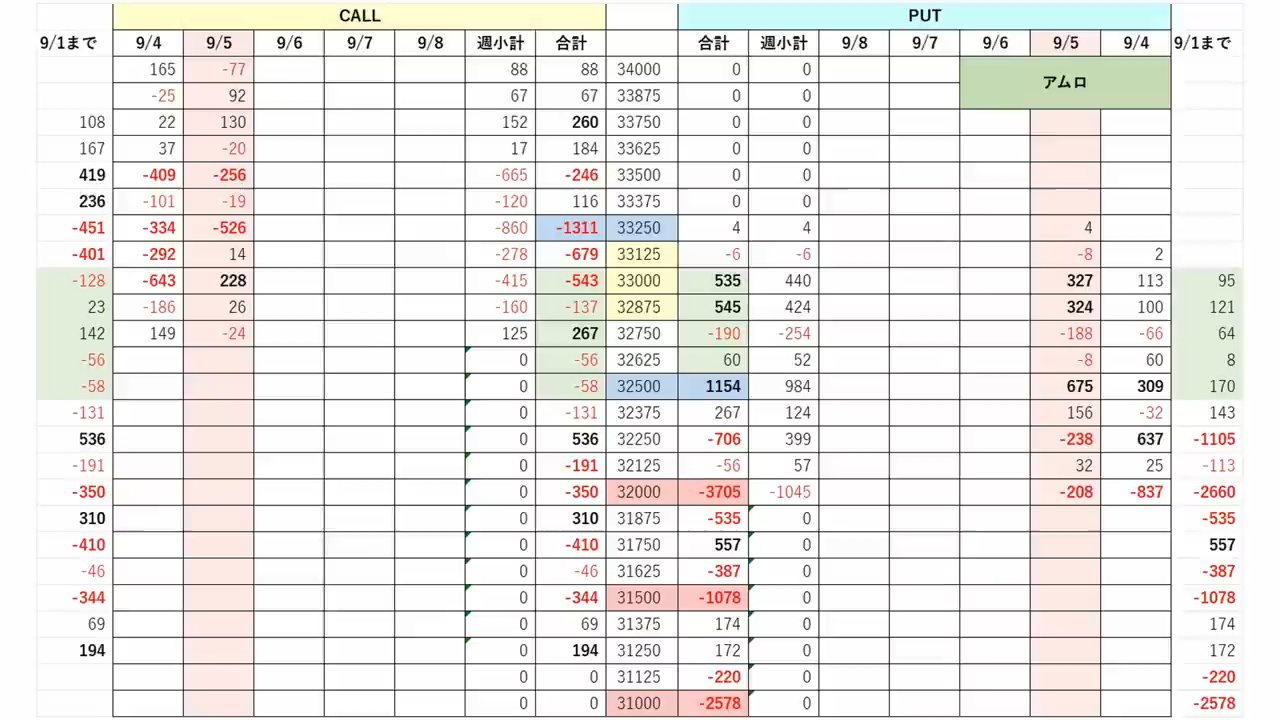 CALL PUT
9/1まで 9/4 9/5 9/6 9/7 9/8 週小計 合計 合計 週小計 9/8 9/7 9/6 9/5 9/4 9/1まで
165 -77 88 88 34000 0 0 アムロ
-25 92 67 67 33875 0 0
108 22 130 152 260 33750 0 0
167 37 -20 17 184 33625 0 0
419 -409 -256 -665 -246 33500 0 0
236 -101 -19 -120 116 33375 0 0
-451 -334 -526 -860 -1311 33250 4 4 4
-401 -292 14 -278 -679 33125 -6 -6 -8 2
-128 -643 228 -415 -543 33000 535 440 327 113 95
23 -186 26 -160 -137 32875 545 424 324 100 121
142 149 -24 125 267 32750 -190 -254 -188 -66 64
-56 0 -56 32625 60 52 -8 60 8
-58 0 -58 32500 1154 984 675 309 170
-131 0 -131 32375 267 124 156 -32 143
536 0 536 32250 -706 399 -238 637 -1105
-191 0 -191 32125 -56 57 32 25 -113
-350 0 -350 32000 -3705 -1045 -208 -837 -2660
310 0 310 31875 -535 0 -535
-410 0 -410 31750 557 0 557
-46 0 -46 31625 -387 0 -387
-344 0 -344 31500 -1078 0 -1078
69 0 69 31375 174 0 174
194 0 194 31250 172 0 172
0 0 31125 -220 0 -220
0 0 31000 -2578 0 -2578